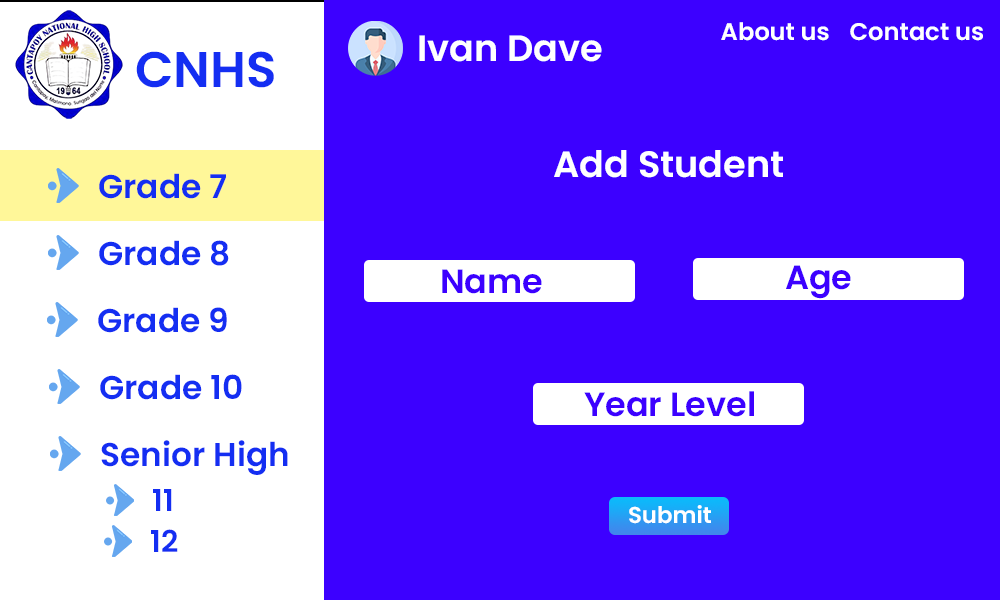 CANTAPOY NATIONAL HIGH SCHOOL
1964
CNHS
Grade 7
Grade 8
Grade 9
Grade 10
Senior High
11
12
Ivan Dave
About us
Contact us
Add Student
Name
Age
Year Level
Submit